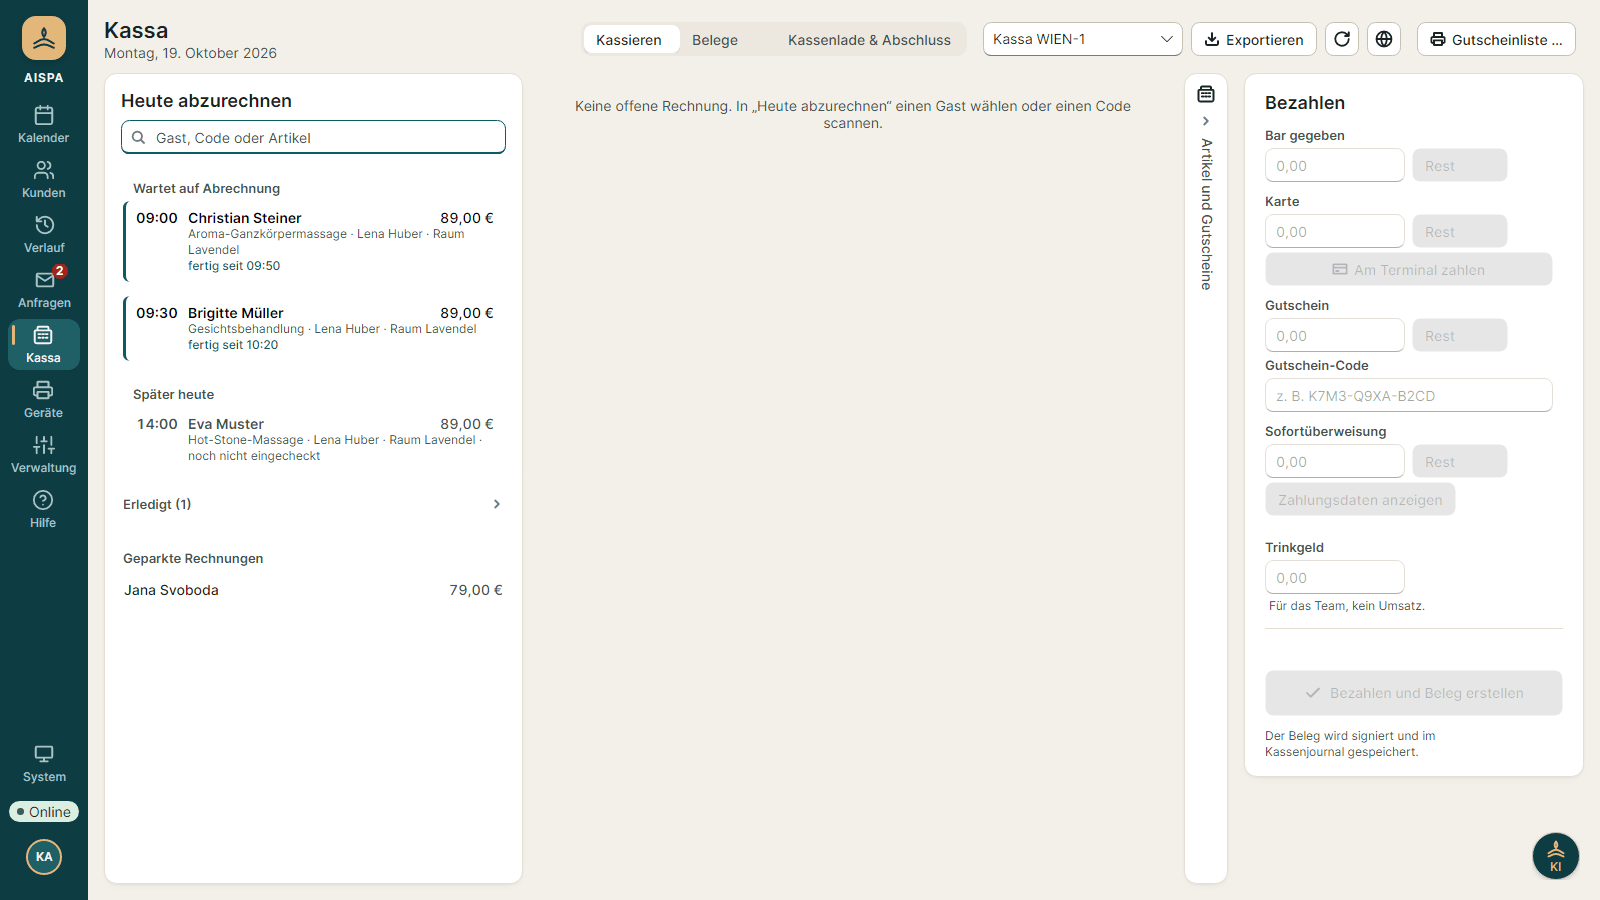 AISPA
Kalender
Kunden
Verlauf
2
Anfragen
Kassa
Geräte
Verwaltung
Hilfe
System
Online
KA
Kassa
Montag, 19. Oktober 2026
Kassieren
Belege
Kassenlade & Abschluss
Kassa WIEN-1
Exportieren
Gutscheinliste ...
Heute abzurechnen
Gast, Code oder Artikel
Wartet auf Abrechnung
09:00 Christian Steiner 89,00 €
Aroma-Ganzkörpermassage · Lena Huber · Raum
Lavendel
fertig seit 09:50
09:30 Brigitte Müller 89,00 €
Gesichtsbehandlung · Lena Huber · Raum Lavendel
fertig seit 10:20
Später heute
14:00 Eva Muster 89,00 €
Hot-Stone-Massage · Lena Huber · Raum Lavendel ·
noch nicht eingecheckt
Erledigt (1)
Geparkte Rechnungen
Jana Svoboda 79,00 €
Keine offene Rechnung. In „Heute abzurechnen“ einen Gast wählen oder einen Code
scannen.
Artikel und Gutscheine
Bezahlen
Bar gegeben
0,00 Rest
Karte
0,00 Rest
Am Terminal zahlen
Gutschein
0,00 Rest
Gutschein-Code
z. B. K7M3-Q9XA-B2CD
Sofortüberweisung
0,00 Rest
Zahlungsdaten anzeigen
Trinkgeld
0,00
Für das Team, kein Umsatz.
Bezahlen und Beleg erstellen
Der Beleg wird signiert und im
Kassenjournal gespeichert.
KI